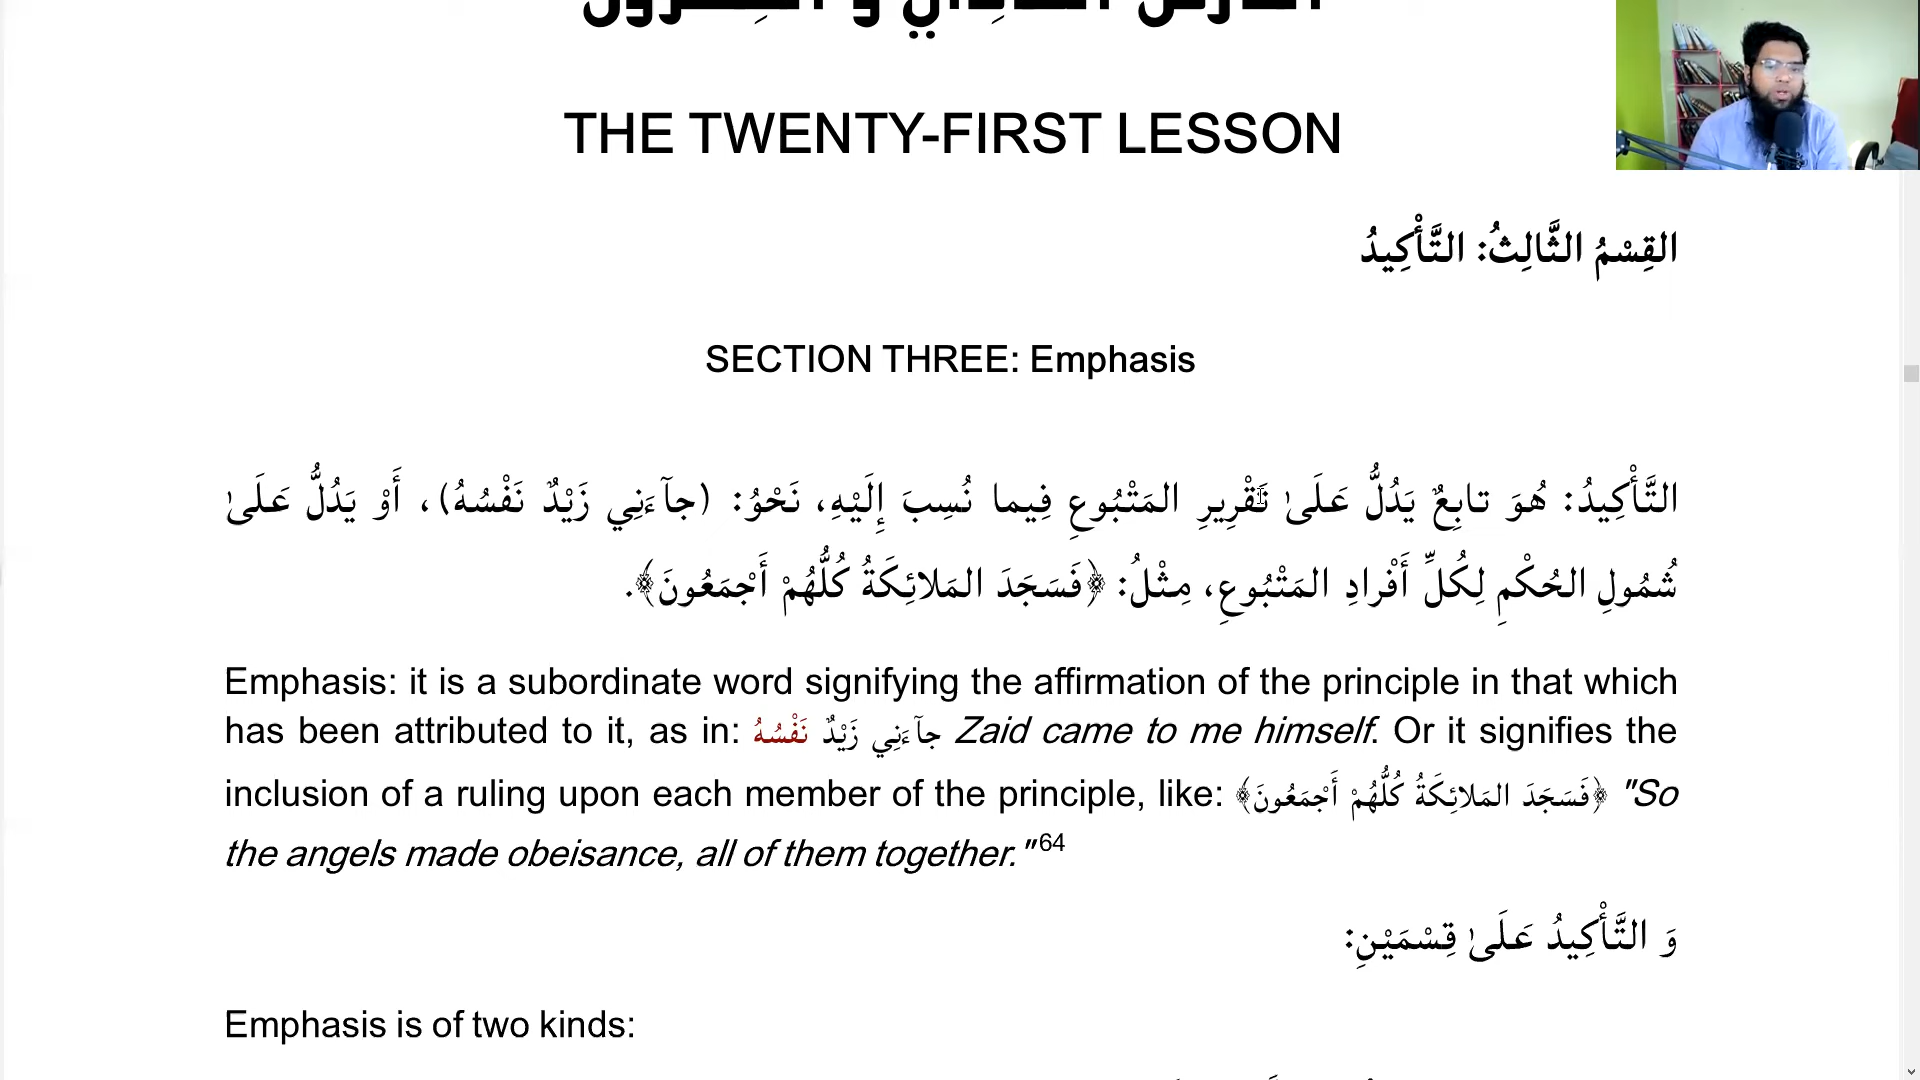 THE TWENTY-FIRST LESSON
القِسْمُ الثَّالِثُ: التَّأْكِيدُ
SECTION THREE: Emphasis
التَّأْكِيدُ: هُوَ تابِعٌ يَدُلُّ عَلَىٰ تَقْرِيرِ المَتْبُوعِ فِيما نُسِبَ إِلَيْهِ، نَحْوُ: (جآءَنِي زَيْدٌ نَفْسُهُ)، أَوْ يَدُلُّ عَلَىٰ
شُمُولِ الحُكْمِ لِكُلِّ أَفْرادِ المَتْبُوعِ، مِثْلُ: ﴿فَسَجَدَ المَلائِكَةُ كُلُّهُمْ أَجْمَعُونَ﴾.
Emphasis: it is a subordinate word signifying the affirmation of the principle in that which
has been attributed to it, as in: جآءَنِي زَيْدٌ نَفْسُهُ Zaid came to me himself. Or it signifies the
inclusion of a ruling upon each member of the principle, like: ﴿فَسَجَدَ المَلائِكَةُ كُلُّهُمْ أَجْمَعُونَ﴾ "So
the angels made obeisance, all of them together."64
وَ التَّأْكِيدُ عَلَىٰ قِسْمَيْنِ:
Emphasis is of two kinds: